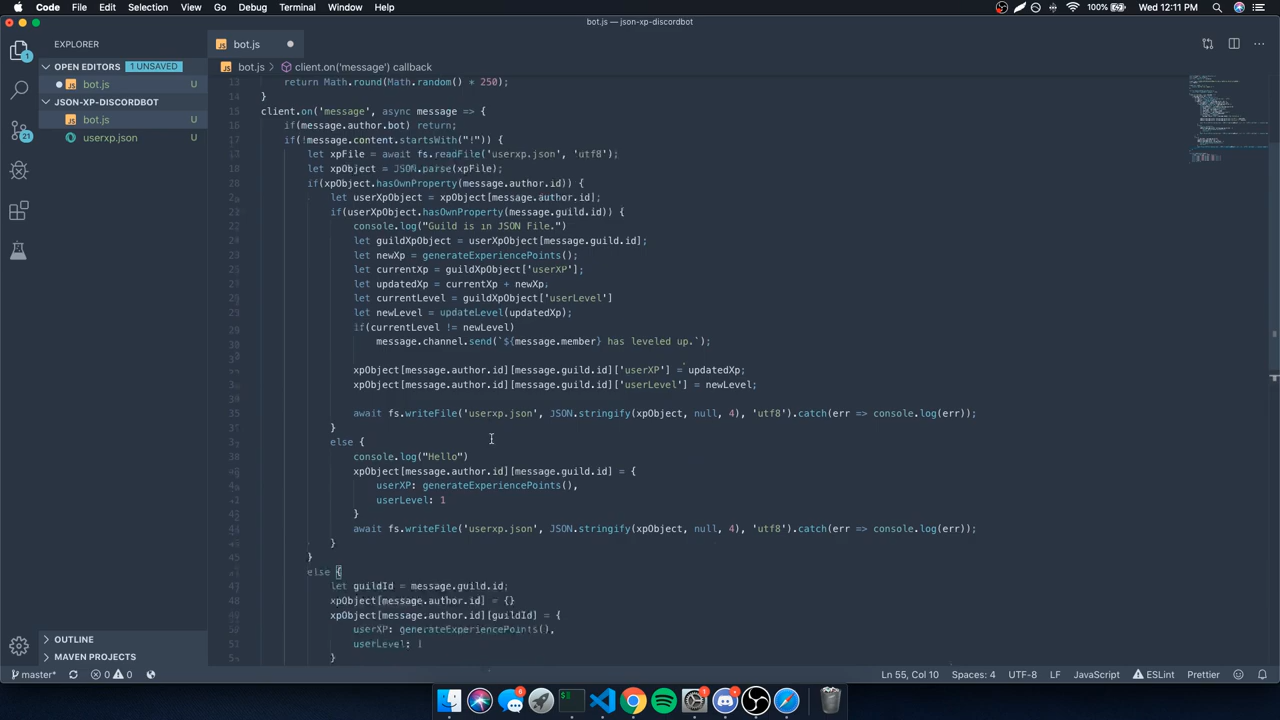 Code File Edit Selection View Go Debug Terminal Window Help 100% Wed 12:11 PM
bot.js — json-xp-discordbot
EXPLORER
OPEN EDITORS 1 UNSAVED
bot.js U
JSON-XP-DISCORDBOT
bot.js U
userxp.json U
1
21
OUTLINE
MAVEN PROJECTS
bot.js
bot.js > client.on('message') callback
return Math.round(Math.random() * 250);
14 }
15 client.on('message', async message => {
16 if(message.author.bot) return;
17 if(!message.content.startsWith("!")) {
let xpFile = await fs.readFile('userxp.json', 'utf8');
let xpObject = JSON.parse(xpFile);
if(xpObject.hasOwnProperty(message.author.id)) {
let userXpObject = xpObject[message.author.id];
if(userXpObject.hasOwnProperty(message.guild.id)) {
console.log("Guild is in JSON File.")
let guildXpObject = userXpObject[message.guild.id];
let newXp = generateExperiencePoints();
let currentXp = guildXpObject['userXP'];
let updatedXp = currentXp + newXp;
let currentLevel = guildXpObject['userLevel']
let newLevel = updateLevel(updatedXp);
if(currentLevel != newLevel)
message.channel.send(`${message.member} has leveled up.`);
xpObject[message.author.id][message.guild.id]['userXP'] = updatedXp;
xpObject[message.author.id][message.guild.id]['userLevel'] = newLevel;
await fs.writeFile('userxp.json', JSON.stringify(xpObject, null, 4), 'utf8').catch(err => console.log(err));
}
else {
console.log("Hello")
xpObject[message.author.id][message.guild.id] = {
userXP: generateExperiencePoints(),
userLevel: 1
}
await fs.writeFile('userxp.json', JSON.stringify(xpObject, null, 4), 'utf8').catch(err => console.log(err));
}
}
else {
let guildId = message.guild.id;
xpObject[message.author.id] = {}
xpObject[message.author.id][guildId] = {
userXP: generateExperiencePoints(),
userLevel:
}
master* 0 0 Ln 55, Col 10 Spaces: 4 UTF-8 LF JavaScript ESLint Prettier